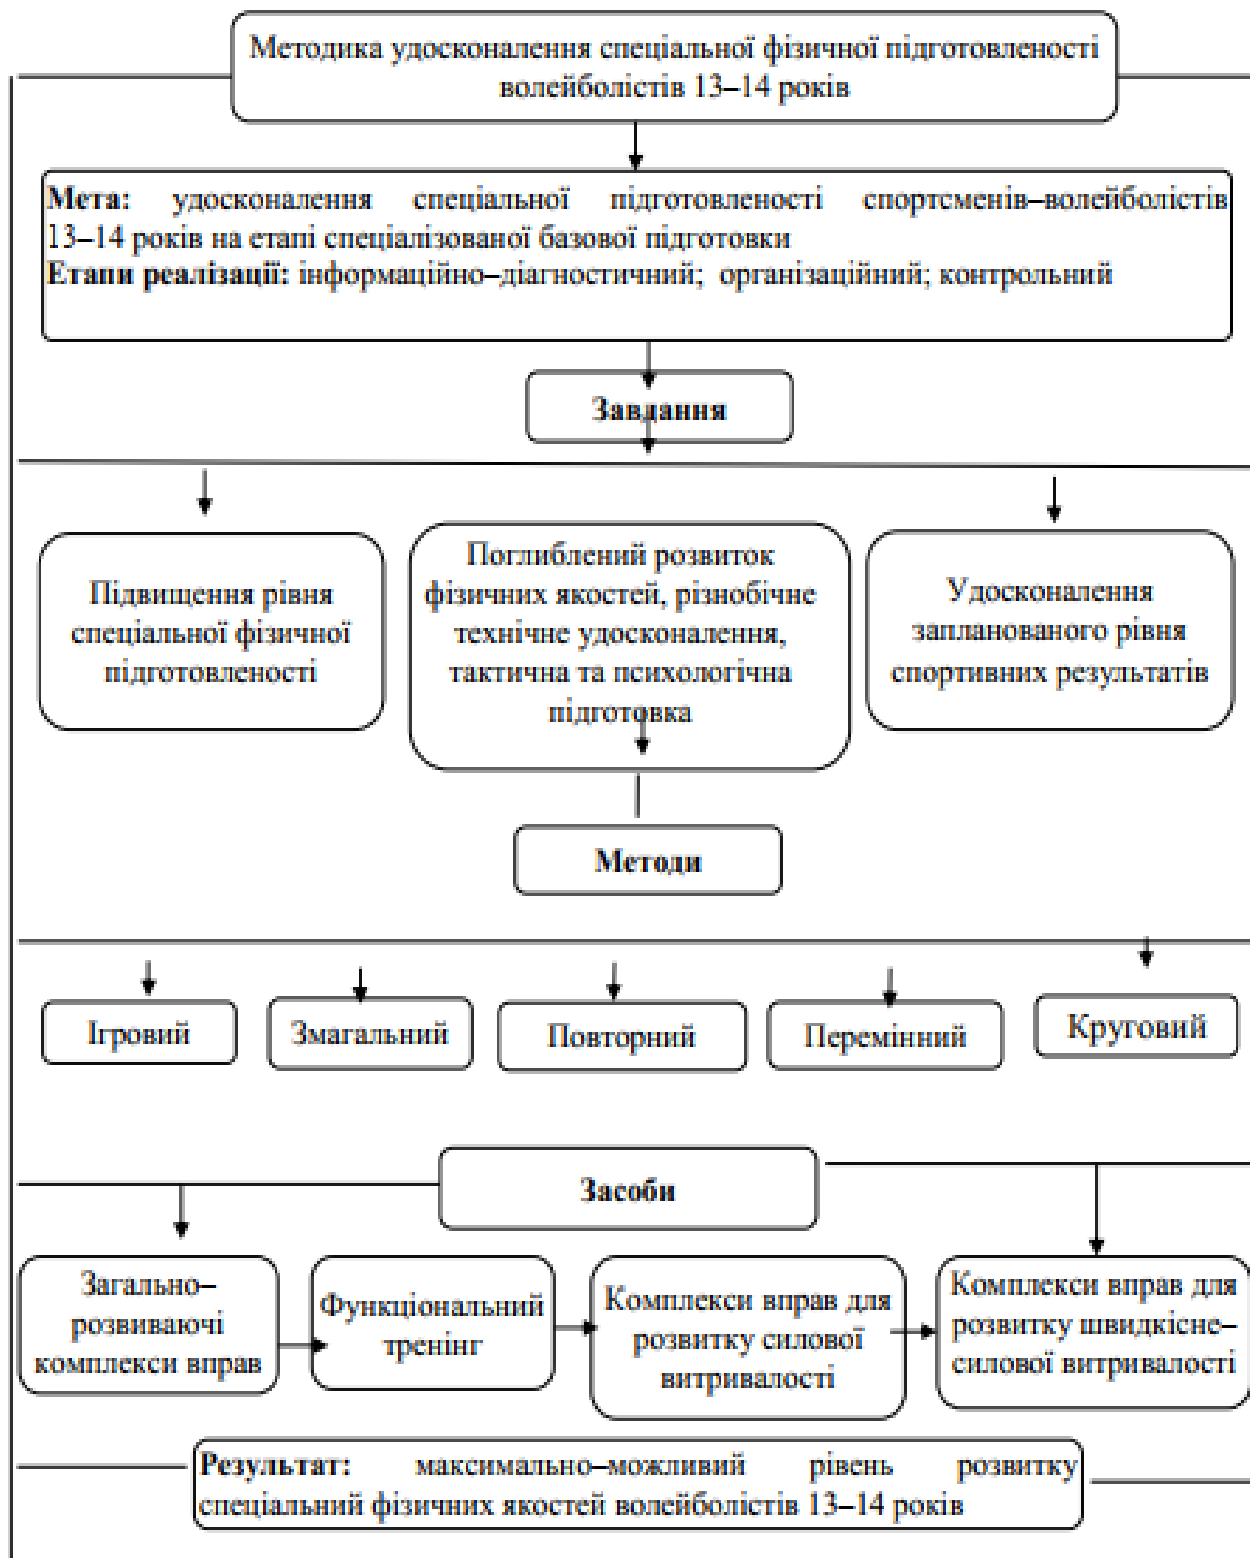 Методика удосконалення спеціальної фізичної підготовленості
волейболістів 13–14 років
Мета: удосконалення спеціальної підготовленості спортсменів–волейболістів
13–14 років на етапі спеціалізованої базової підготовки
Етапи реалізації: інформаційно–діагностичний; організаційний; контрольний
Завдання
Підвищення рівня
спеціальної фізичної
підготовленості
Поглиблений розвиток
фізичних якостей, різнобічне
технічне удосконалення,
тактична та психологічна
підготовка
Удосконалення
запланованого рівня
спортивних результатів
Методи
Ігровий
Змагальний
Повторний
Перемінний
Круговий
Засоби
Загально–
розвиваючі
комплекси вправ
Функціональний
тренінг
Комплекси вправ для
розвитку силової
витривалості
Комплекси вправ для
розвитку швидкісне–
силової витривалості
Результат: максимально–можливий рівень розвитку
спеціальний фізичних якостей волейболістів 13–14 років